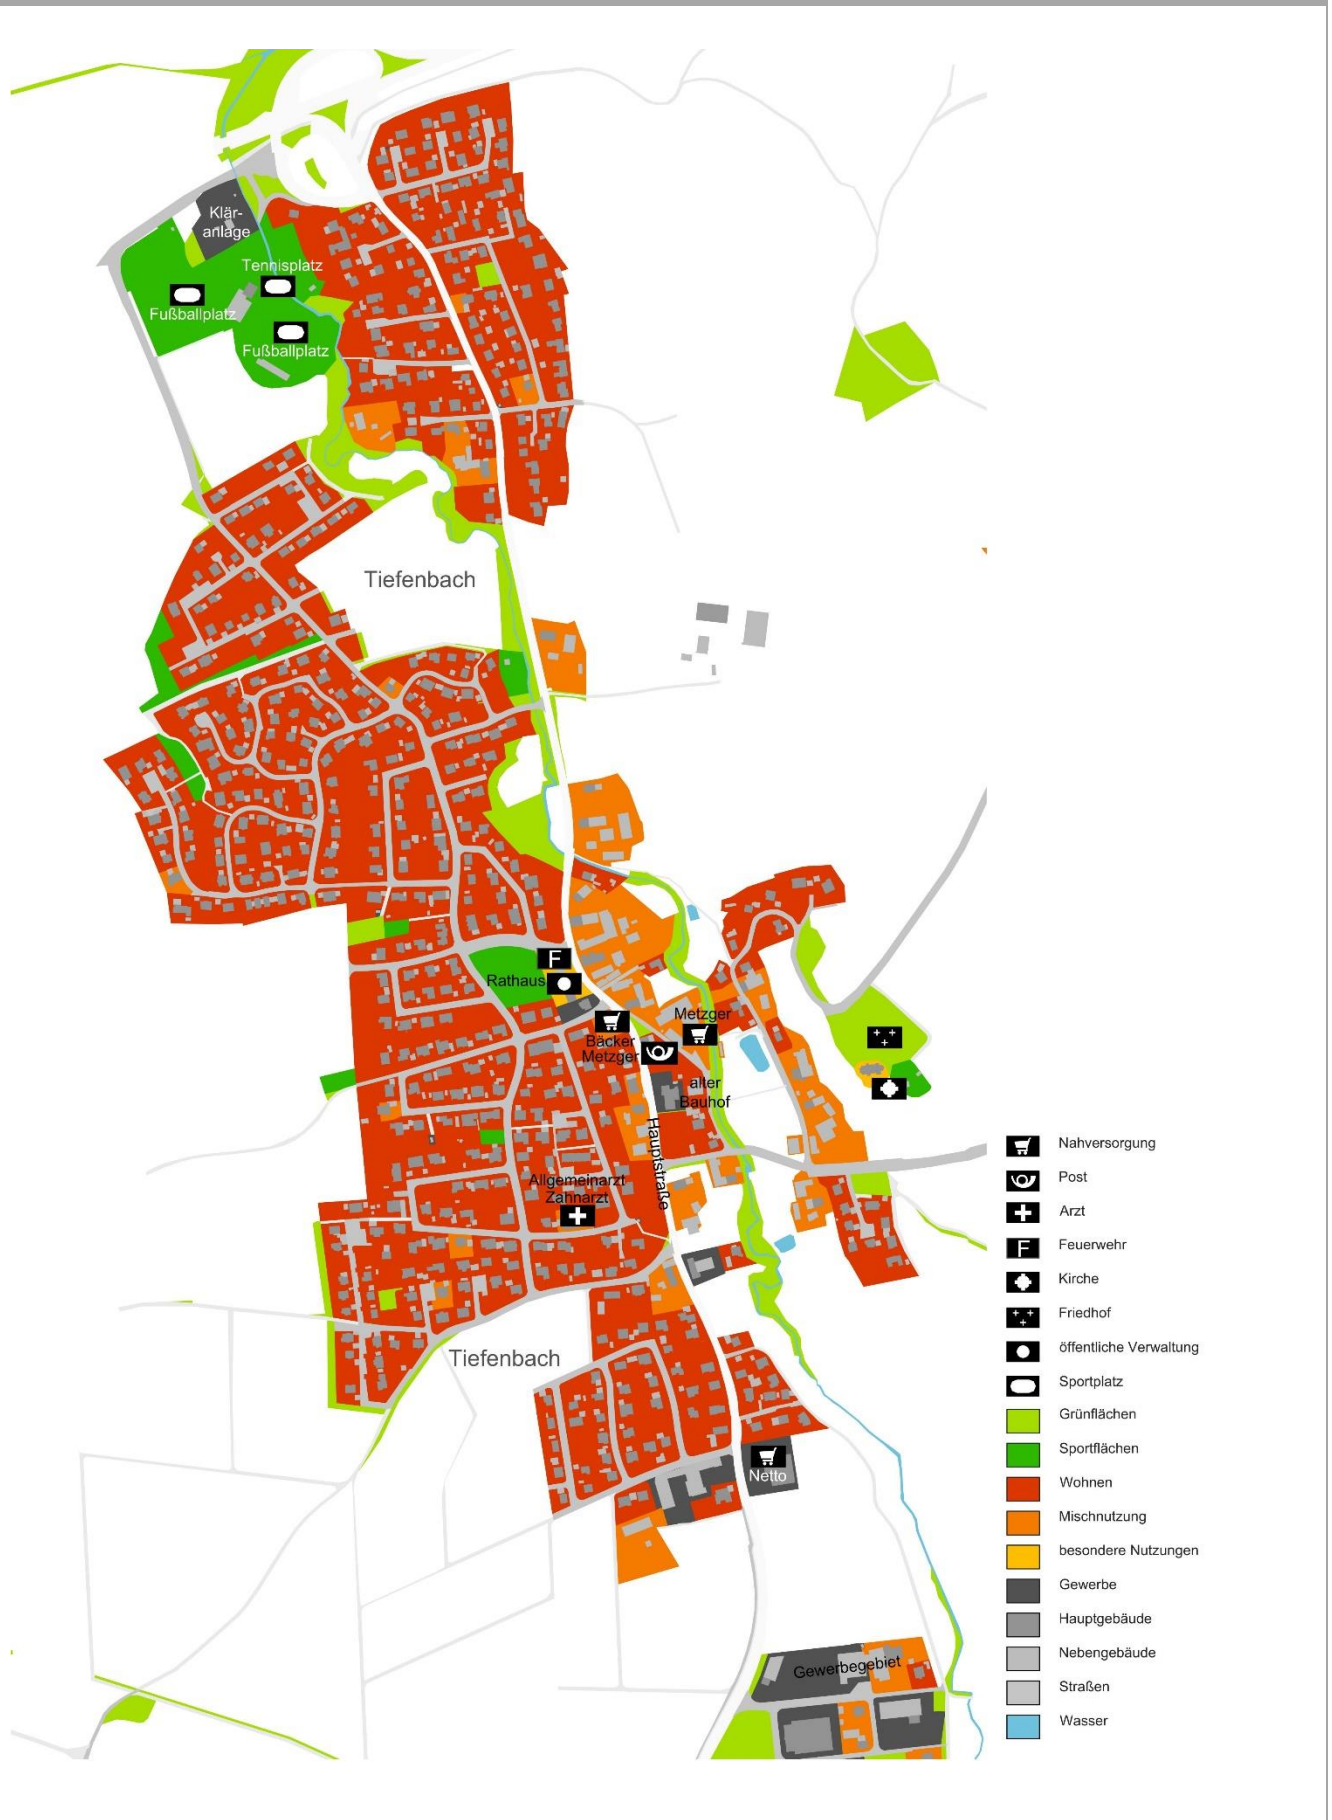 Klär-
anlage
Tennisplatz
Fußballplatz
Fußballplatz
Tiefenbach
F
Rathaus
Metzger
Bäcker
Metzger
alter
Bauhof
Hauptstraße
Allgemeinarzt
Zahnarzt
Tiefenbach
Netto
Gewerbegebiet
Nahversorgung
Post
Arzt
F Feuerwehr
Kirche
Friedhof
öffentliche Verwaltung
Sportplatz
Grünflächen
Sportflächen
Wohnen
Mischnutzung
besondere Nutzungen
Gewerbe
Hauptgebäude
Nebengebäude
Straßen
Wasser